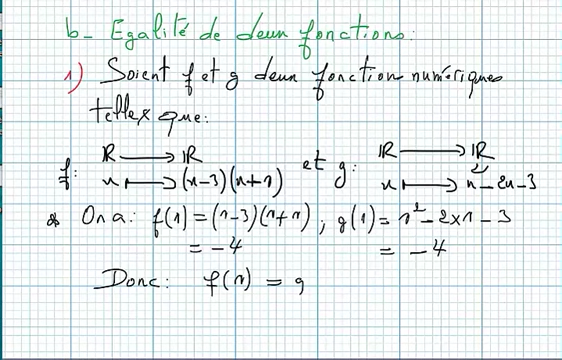 b- Egalité de deux fonctions:
1) Soient f et g deux fonction numériques
telles que:
f: ℝ → ℝ et g: ℝ → ℝ
x ↦ (x-3)(x+1) x ↦ x²-2x-3
On a: f(1) = (1-3)(1+1), g(1) = 1²-2×1-3
= -4 = -4
Donc: f(1) = g